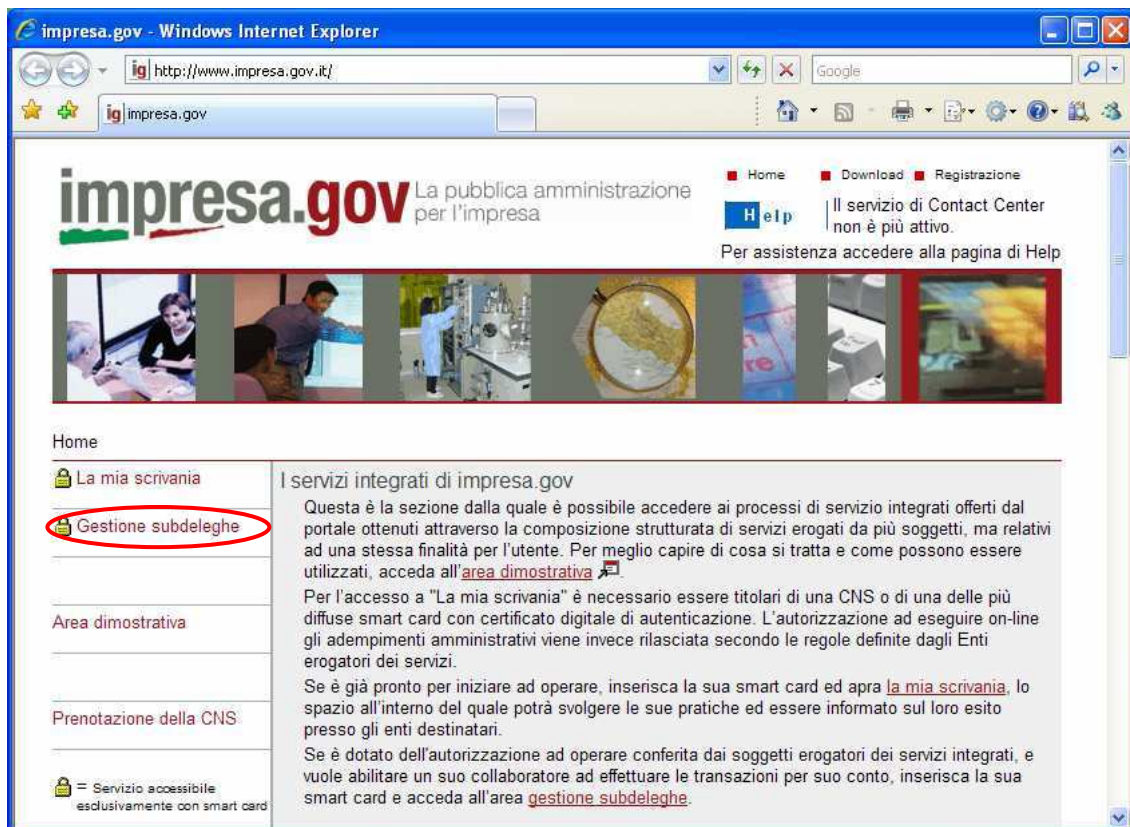 impresa.gov - Windows Internet Explorer
ig http://www.impresa.gov.it/
Google
ig impresa.gov
impresa.gov La pubblica amministrazione
per l'impresa
Home Download Registrazione
Help Il servizio di Contact Center
non è più attivo.
Per assistenza accedere alla pagina di Help
Home
La mia scrivania
Gestione subdeleghe
Area dimostrativa
Prenotazione della CNS
= Servizio accessibile
esclusivamente con smart card
I servizi integrati di impresa.gov
Questa è la sezione dalla quale è possibile accedere ai processi di servizio integrati offerti dal
portale ottenuti attraverso la composizione strutturata di servizi erogati da più soggetti, ma relativi
ad una stessa finalità per l'utente. Per meglio capire di cosa si tratta e come possono essere
utilizzati, acceda all'area dimostrativa.
Per l'accesso a "La mia scrivania" è necessario essere titolari di una CNS o di una delle più
diffuse smart card con certificato digitale di autenticazione. L'autorizzazione ad eseguire on-line
gli adempimenti amministrativi viene invece rilasciata secondo le regole definite dagli Enti
erogatori dei servizi.
Se è già pronto per iniziare ad operare, inserisca la sua smart card ed apra la mia scrivania, lo
spazio all'interno del quale potrà svolgere le sue pratiche ed essere informato sul loro esito
presso gli enti destinatari.
Se è dotato dell'autorizzazione ad operare conferita dai soggetti erogatori dei servizi integrati, e
vuole abilitare un suo collaboratore ad effettuare le transazioni per suo conto, inserisca la sua
smart card e acceda all'area gestione subdeleghe.